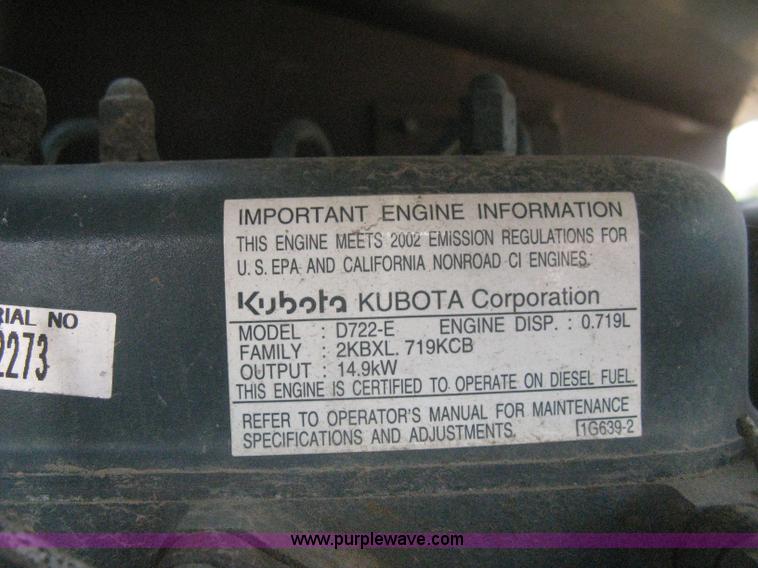 IMPORTANT ENGINE INFORMATION
THIS ENGINE MEETS 2002 EMISSION REGULATIONS FOR
U.S. EPA AND CALIFORNIA NONROAD CI ENGINES.
Kubota KUBOTA Corporation
MODEL : D722-E ENGINE DISP. : 0.719L
FAMILY : 2KBXL. 719KCB
OUTPUT : 14.9kW
THIS ENGINE IS CERTIFIED TO OPERATE ON DIESEL FUEL.
REFER TO OPERATOR'S MANUAL FOR MAINTENANCE
SPECIFICATIONS AND ADJUSTMENTS. 1G639-2
RIAL NO
2273
www.purplewave.com